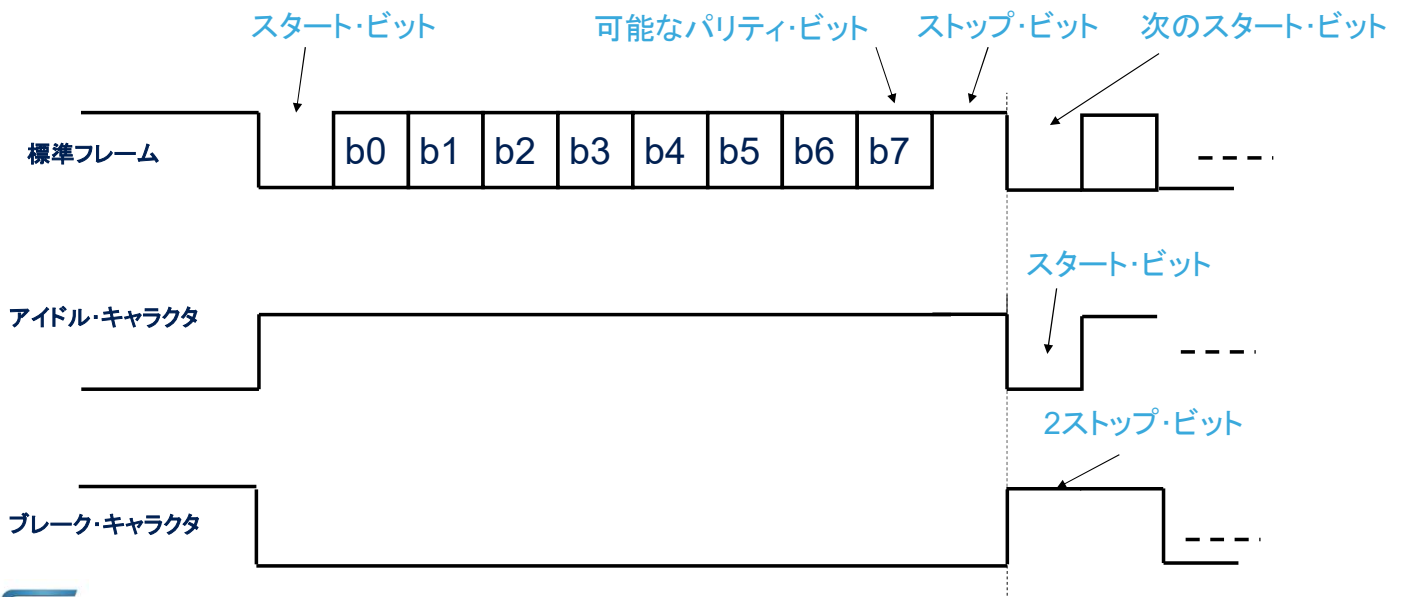 スタート・ビット
可能なパリティ・ビット
ストップ・ビット
次のスタート・ビット
標準フレーム
b0 b1 b2 b3 b4 b5 b6 b7
スタート・ビット
アイドル・キャラクタ
2ストップ・ビット
ブレーク・キャラクタ